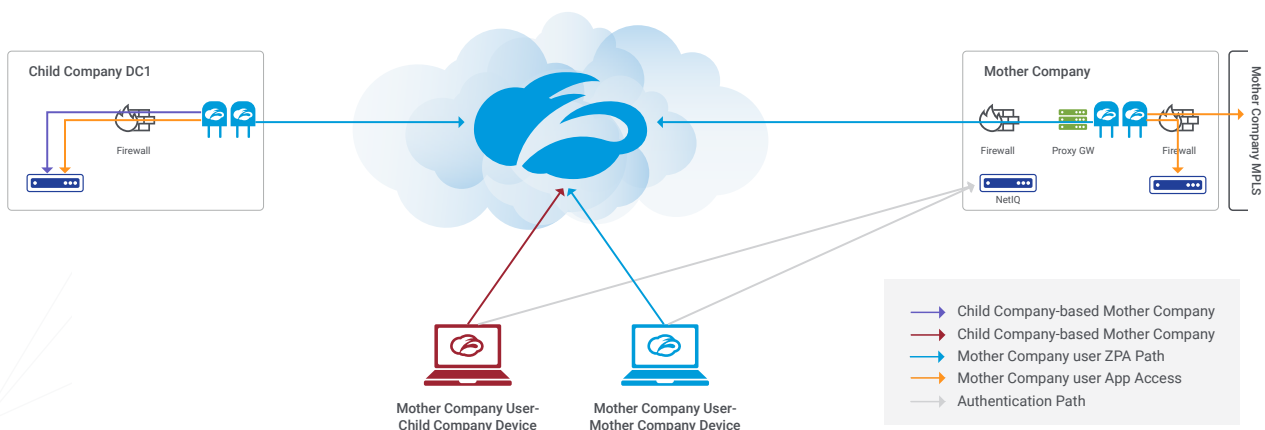 Child Company DC1
Firewall
Mother Company
Firewall
Proxy GW
Firewall
NetIQ
Mother Company MPLS
Mother Company User-
Child Company Device
Mother Company User-
Mother Company Device
Child Company-based Mother Company
Child Company-based Mother Company
Mother Company user ZPA Path
Mother Company user App Access
Authentication Path